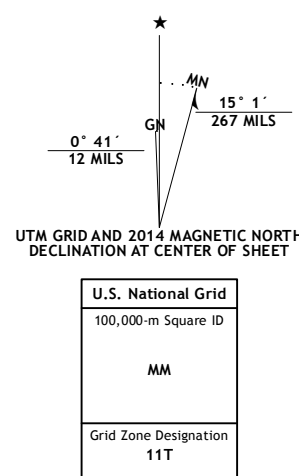 ★
MN
GN
15° 1´
267 MILS
0° 41´
12 MILS
UTM GRID AND 2014 MAGNETIC NORTH
DECLINATION AT CENTER OF SHEET
U.S. National Grid
100,000-m Square ID
MM
Grid Zone Designation
11T